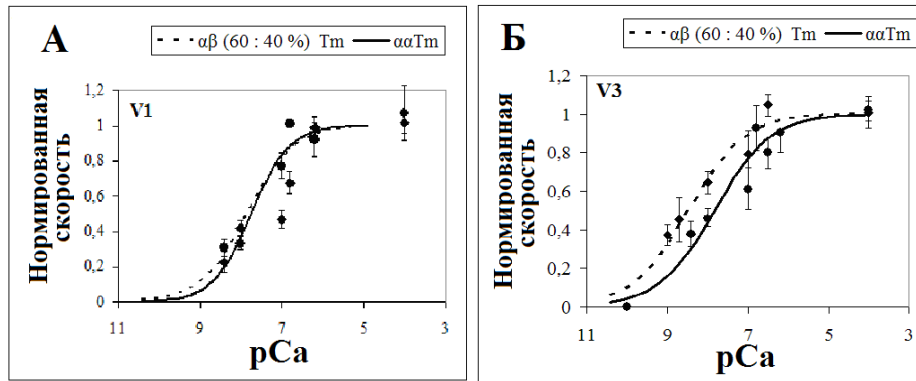 А
αβ (60 : 40 %) Tm ααTm
V1
Нормированная
скорость
1,2
1
0,8
0,6
0,4
0,2
0
11 9 7 5 3
pCa
Б
αβ (60 : 40 %) Tm ααTm
V3
Нормированная
скорость
1,2
1
0,8
0,6
0,4
0,2
0
11 9 7 5 3
pCa